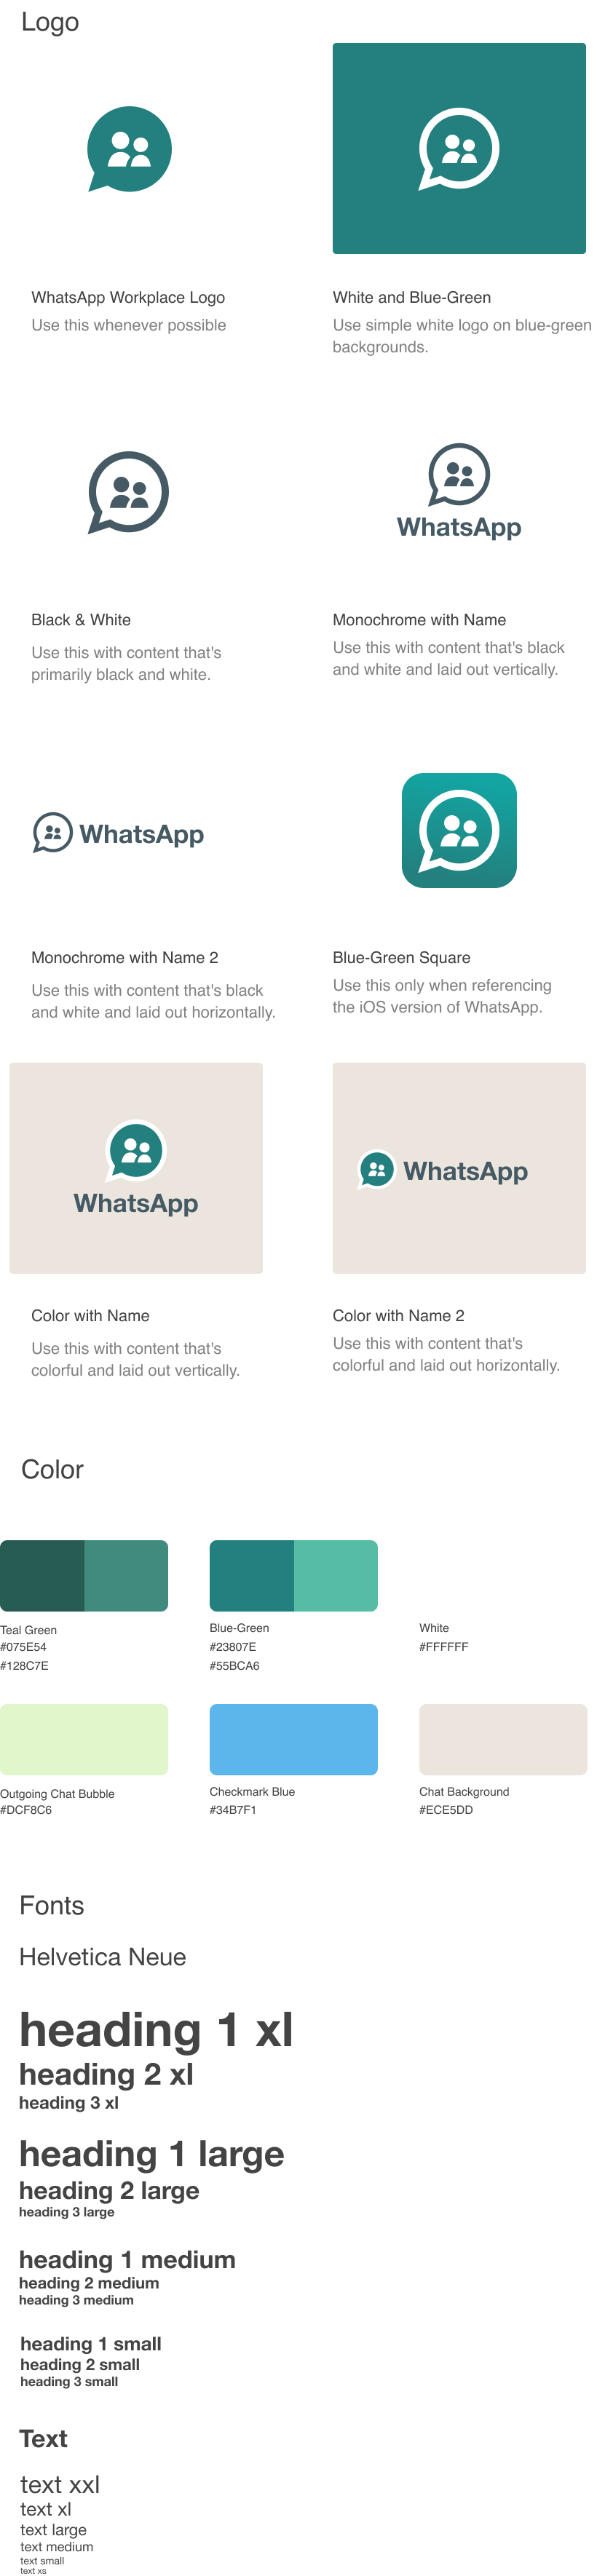 Logo
WhatsApp Workplace Logo
Use this whenever possible
White and Blue-Green
Use simple white logo on blue-green
backgrounds.
WhatsApp
Black & White
Use this with content that's
primarily black and white.
Monochrome with Name
Use this with content that's black
and white and laid out vertically.
WhatsApp
Monochrome with Name 2
Use this with content that's black
and white and laid out horizontally.
Blue-Green Square
Use this only when referencing
the iOS version of WhatsApp.
WhatsApp
WhatsApp
Color with Name
Use this with content that's
colorful and laid out vertically.
Color with Name 2
Use this with content that's
colorful and laid out horizontally.
Color
Teal Green
#075E54
#128C7E
Blue-Green
#23807E
#55BCA6
White
#FFFFFF
Outgoing Chat Bubble
#DCF8C6
Checkmark Blue
#34B7F1
Chat Background
#ECE5DD
Fonts
Helvetica Neue
heading 1 xl
heading 2 xl
heading 3 xl
heading 1 large
heading 2 large
heading 3 large
heading 1 medium
heading 2 medium
heading 3 medium
heading 1 small
heading 2 small
heading 3 small
Text
text xxl
text xl
text large
text medium
text small
text xs